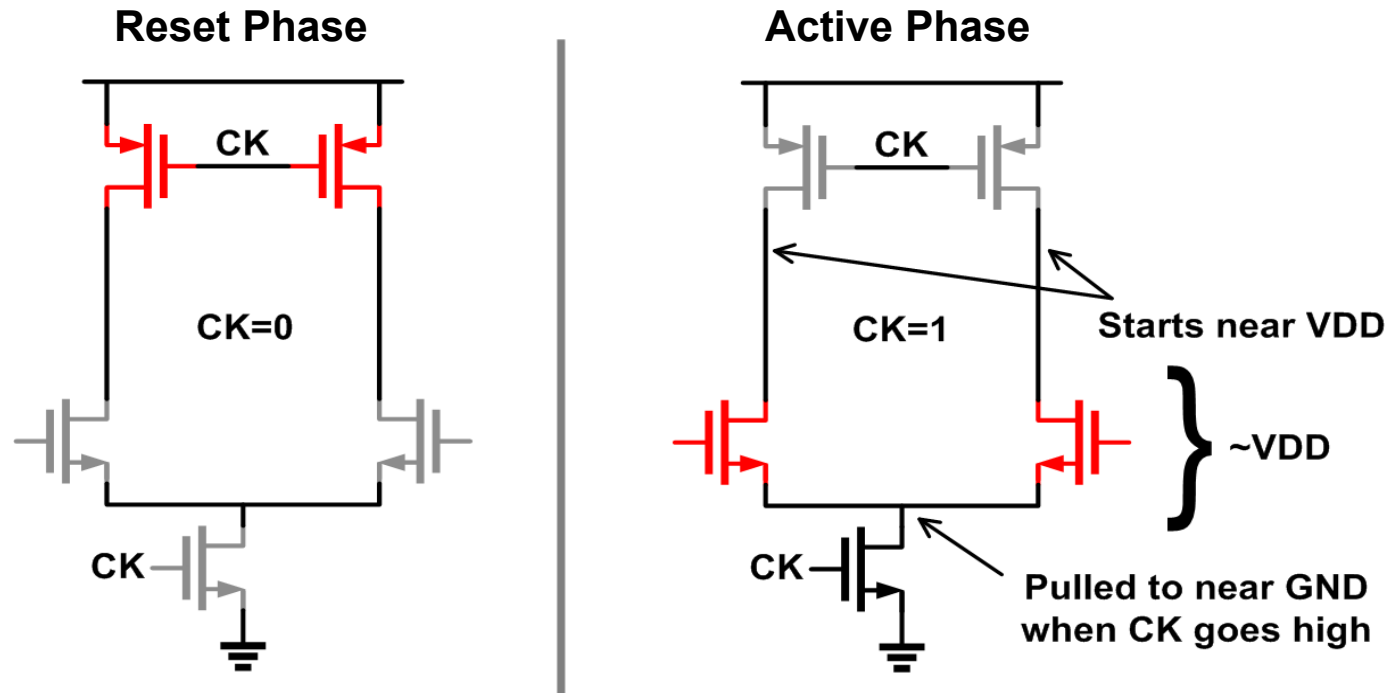 Reset Phase
CK
CK=0
CK
Active Phase
CK
CK=1
Starts near VDD
~VDD
CK
Pulled to near GND
when CK goes high